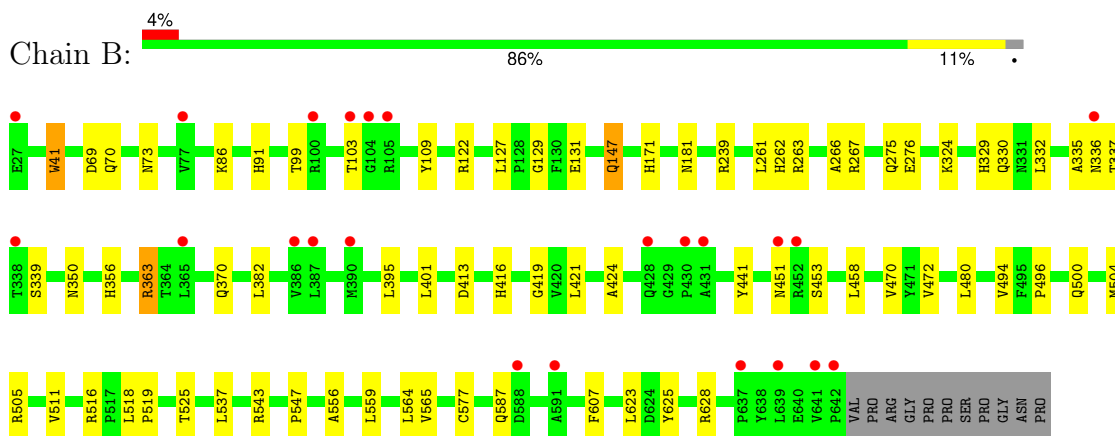 4%
Chain B:
86% 11% •
E27 W41 D69 Q70 N73 V77 K86 H91 T99 R100 T103 G104 R105 Y109 R122 L127 P128 G129 F130 E131 Q147 H171 N181 R239 L261 H262 R263 A266 R267 Q275 E276 K324 H329 Q330 N331 L332 A335 N336 T337
T338 S339 N350 H356 R363 T364 L365 Q370 L382 V386 L387 M390 L395 L401 D413 H416 G419 V420 L421 A424 Q428 G429 P430 A431 Y441 N451 R452 S453 L458 V470 Y471 V472 L480 V494 F495 P496 Q500 M504
R505 V511 R516 P517 L518 P519 T525 L537 R543 P547 A556 L559 L564 V565 C577 Q587 D588 A591 F607 L623 D624 Y625 R628 P637 Y638 L639 E640 V641 P642 VAL PRO ARG GLY PRO PRO SER PRO GLY ASN PRO